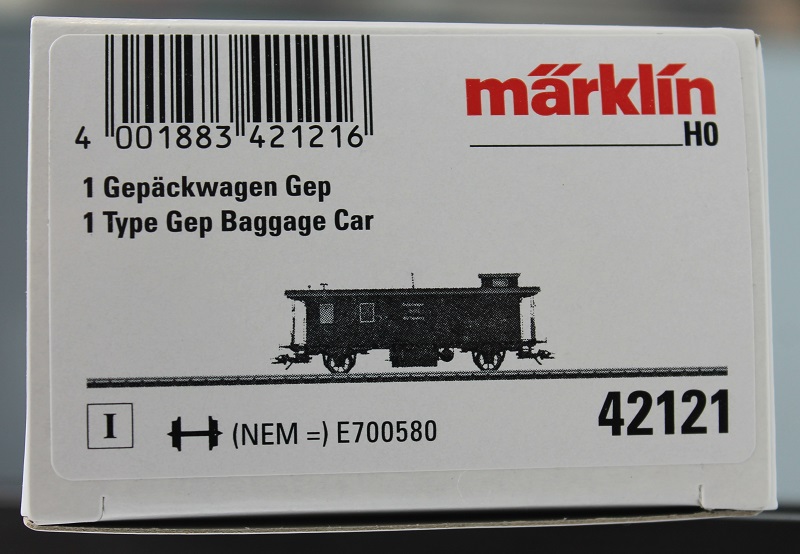 märklin
H0
4 001883 421216
1 Gepäckwagen Gep
1 Type Gep Baggage Car
I
(NEM =) E700580
42121